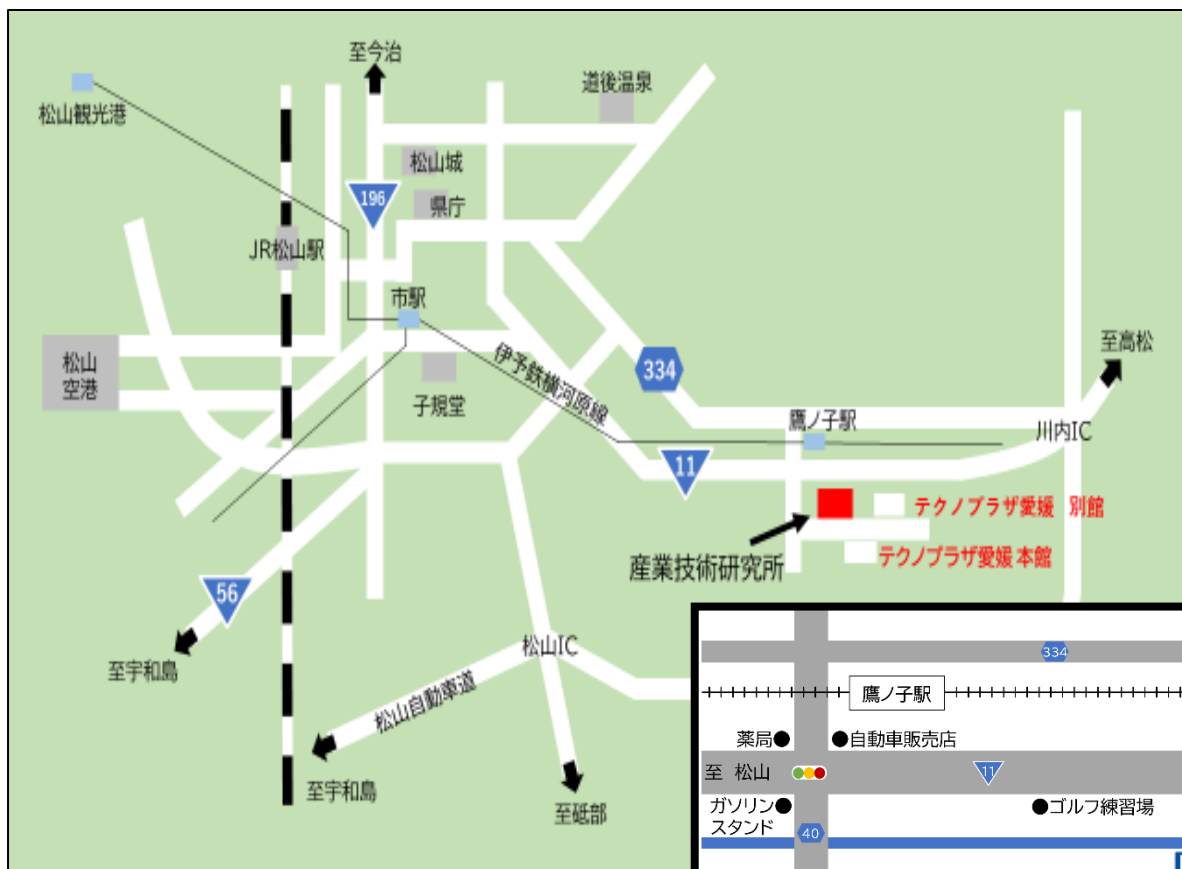 至今治
道後温泉
松山観光港
松山城
196
県庁
JR松山駅
市駅
至高松
松山
空港
伊予鉄横河原線
334
子規堂
鷹ノ子駅
川内IC
11
テクノプラザ愛媛 別館
産業技術研究所
テクノプラザ愛媛 本館
56
松山IC
至宇和島
松山自動車道
至宇和島
至砥部
334
鷹ノ子駅
薬局
自動車販売店
至 松山
11
ガソリン
スタンド
ゴルフ練習場
40